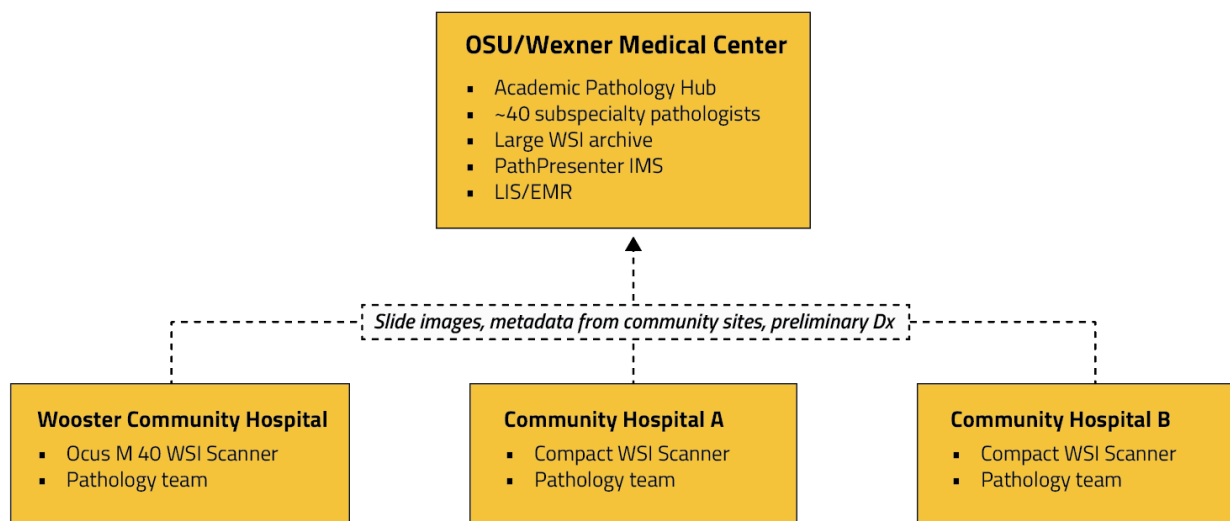 OSU/Wexner Medical Center
▪ Academic Pathology Hub
▪ ~40 subspecialty pathologists
▪ Large WSI archive
▪ PathPresenter IMS
▪ LIS/EMR
Slide images, metadata from community sites, preliminary Dx
Wooster Community Hospital
▪ Ocus M 40 WSI Scanner
▪ Pathology team
Community Hospital A
▪ Compact WSI Scanner
▪ Pathology team
Community Hospital B
▪ Compact WSI Scanner
▪ Pathology team